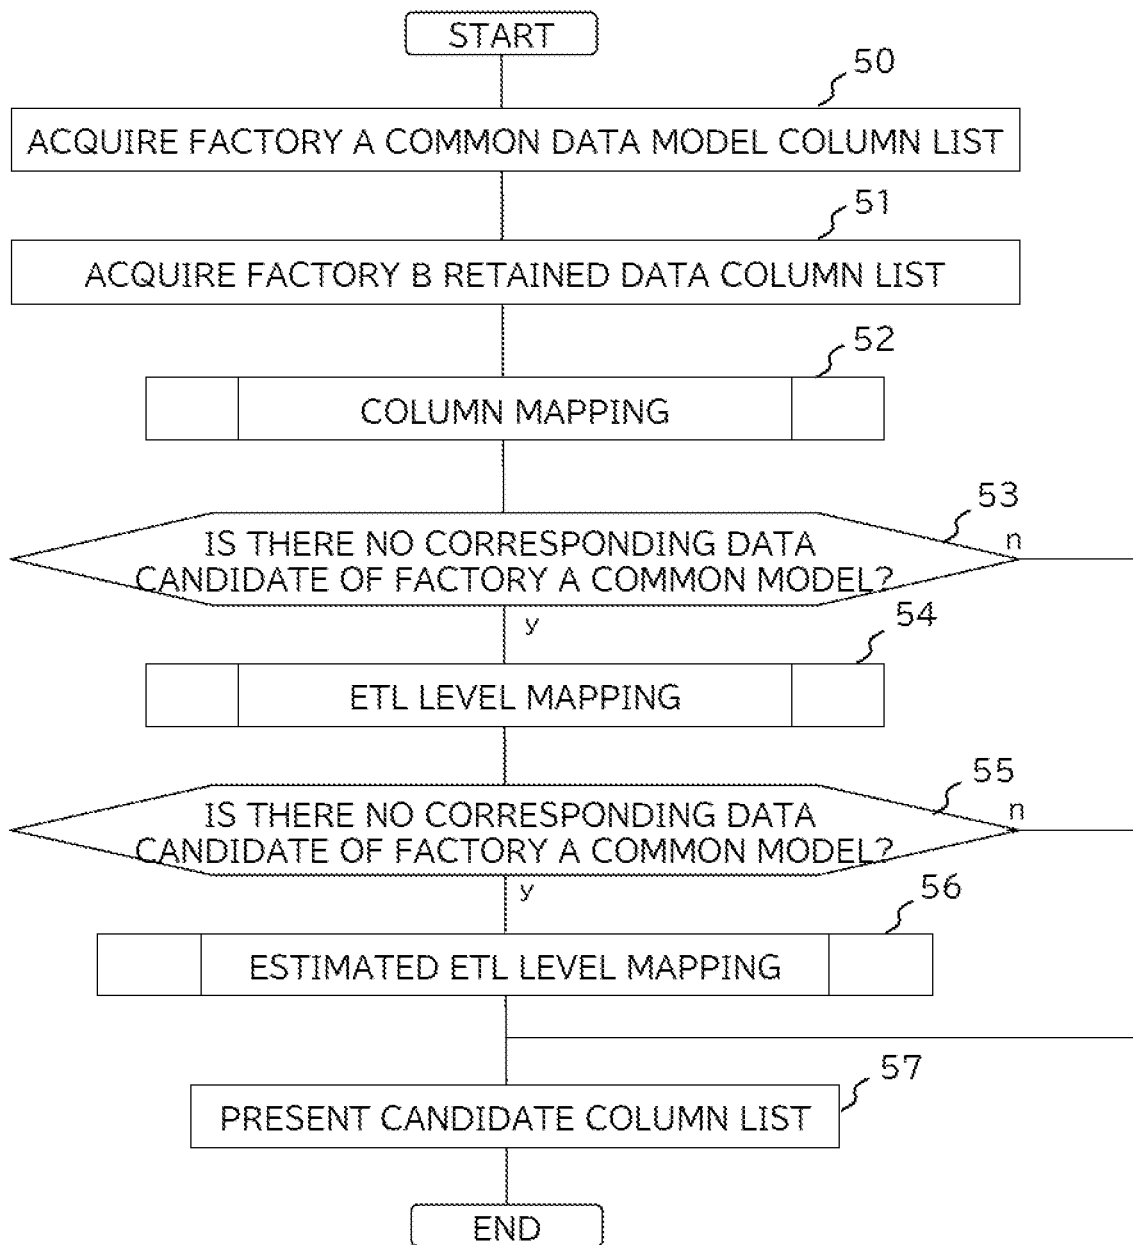 START
50
ACQUIRE FACTORY A COMMON DATA MODEL COLUMN LIST
51
ACQUIRE FACTORY B RETAINED DATA COLUMN LIST
52
COLUMN MAPPING
53
IS THERE NO CORRESPONDING DATA
CANDIDATE OF FACTORY A COMMON MODEL?
n
y
54
ETL LEVEL MAPPING
55
IS THERE NO CORRESPONDING DATA
CANDIDATE OF FACTORY A COMMON MODEL?
n
y
56
ESTIMATED ETL LEVEL MAPPING
57
PRESENT CANDIDATE COLUMN LIST
END